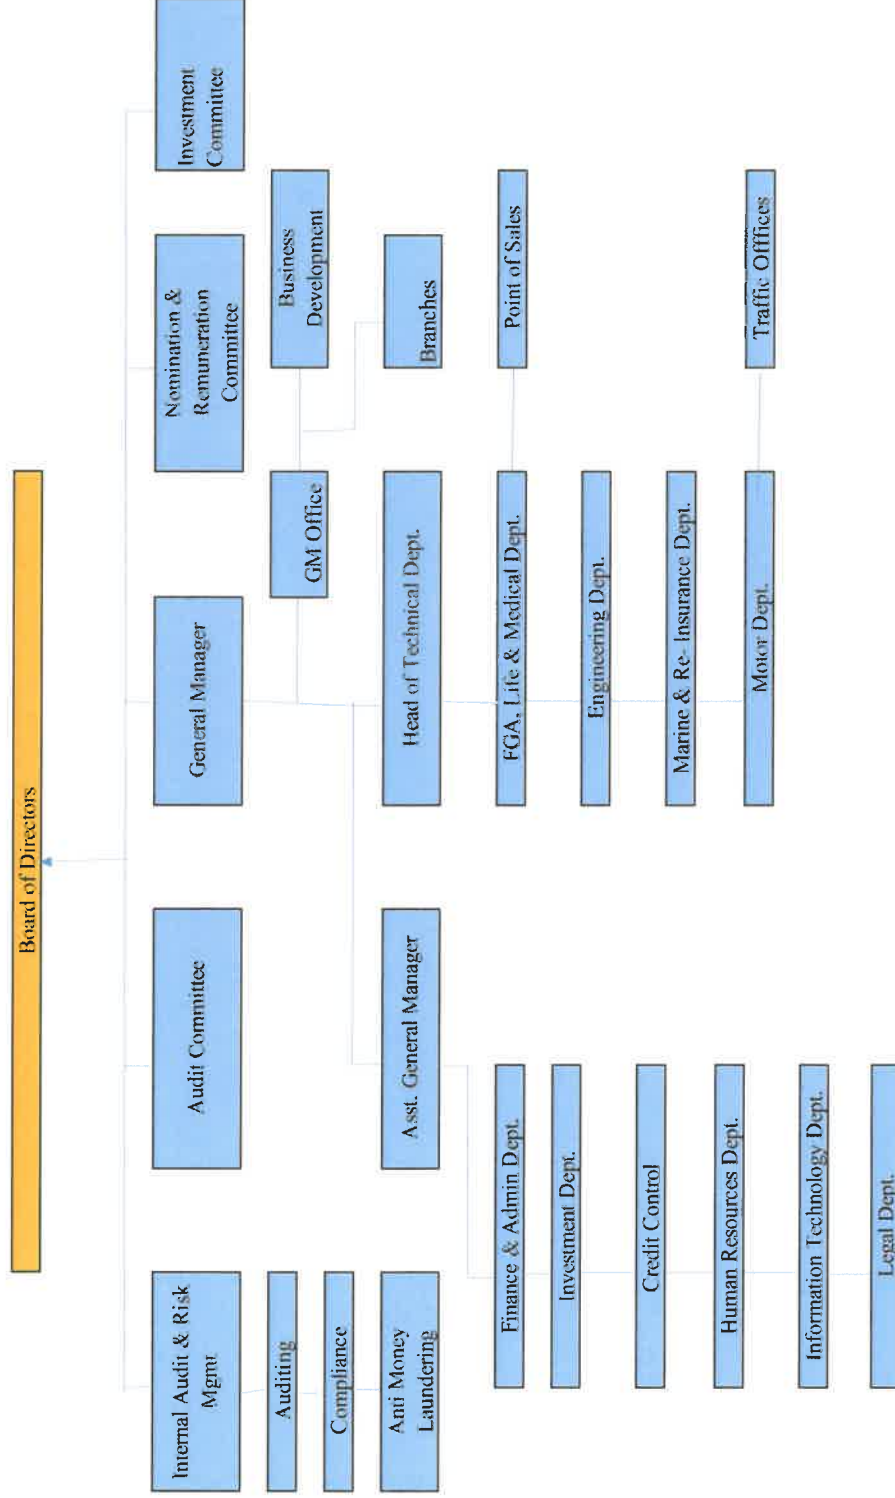 Board of Directors
Internal Audit & Risk
Mgmt
Audit Committee
General Manager
Nomination &
Remuneration
Committee
Investment
Committee
Auditing
GM Office
Business
Development
Compliance
Anti Money
Laundering
Asst. General Manager
Head of Technical Dept.
Branches
Finance & Admin Dept.
FGA, Life & Medical Dept.
Point of Sales
Investment Dept.
Engineering Dept.
Credit Control
Marine & Re- Insurance Dept.
Human Resources Dept.
Motor Dept.
Traffic Offfices
Information Technology Dept.
Legal Dept.